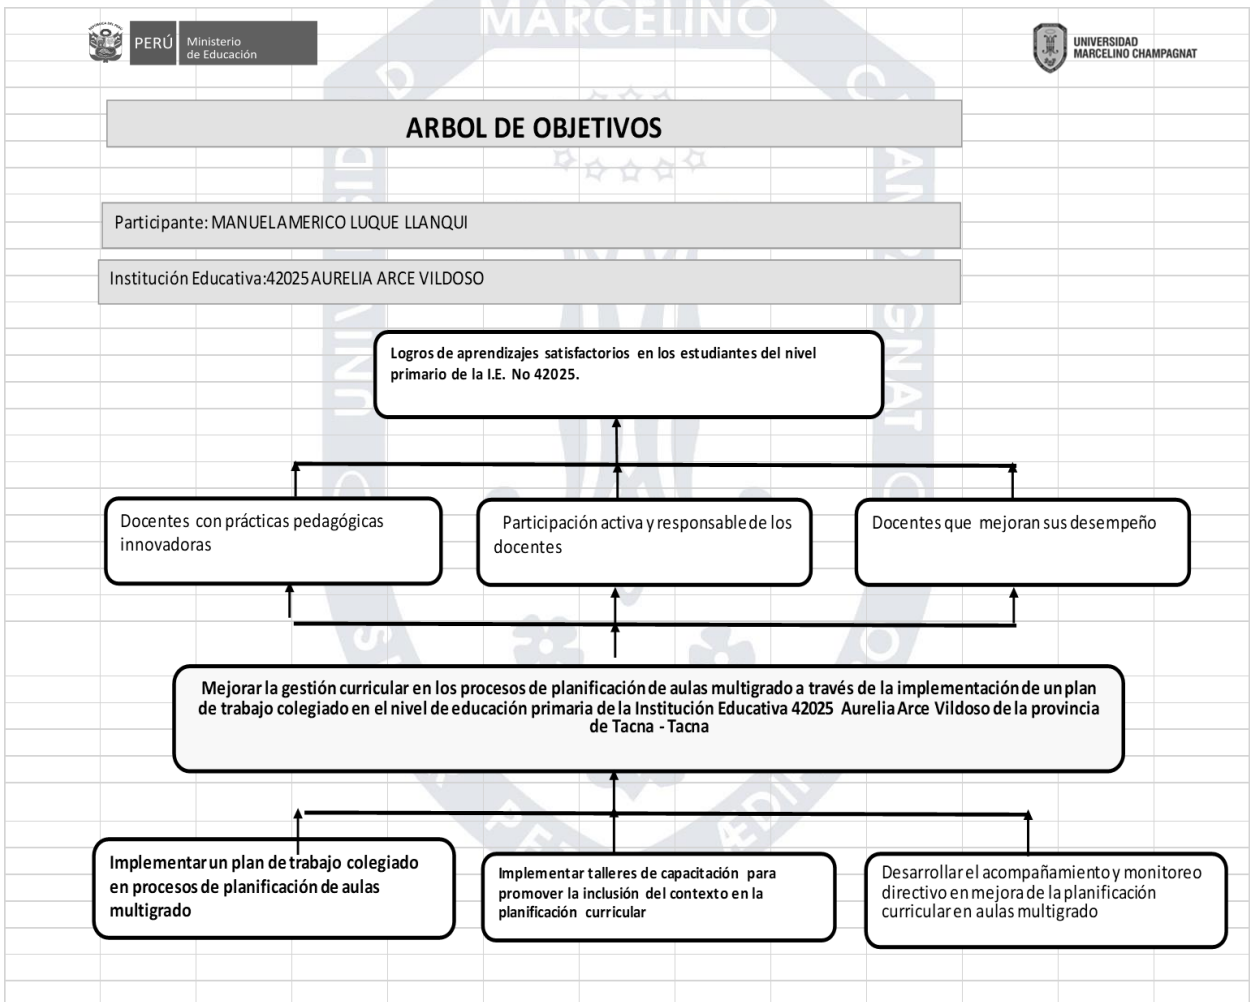 MARCELINO
PERÚ
Ministerio
de Educación
UNIVERSIDAD
MARCELINO CHAMPAGNAT
ARBOL DE OBJETIVOS
Participante: MANUEL AMERICO LUQUE LLANQUI
Institución Educativa:42025 AURELIA ARCE VILDOSO
Logros de aprendizajes satisfactorios en los estudiantes del nivel
primario de la I.E. No 42025.
Docentes con prácticas pedagógicas
innovadoras
Participación activa y responsable de los
docentes
Docentes que mejoran sus desempeño
Mejorar la gestión curricular en los procesos de planificación de aulas multigrado a través de la implementación de un plan
de trabajo colegiado en el nivel de educación primaria de la Institución Educativa 42025 Aurelia Arce Vildoso de la provincia
de Tacna - Tacna
Implementar un plan de trabajo colegiado
en procesos de planificación de aulas
multigrado
Implementar talleres de capacitación para
promover la inclusión del contexto en la
planificación curricular
Desarrollar el acompañamiento y monitoreo
directivo en mejora de la planificación
curricular en aulas multigrado